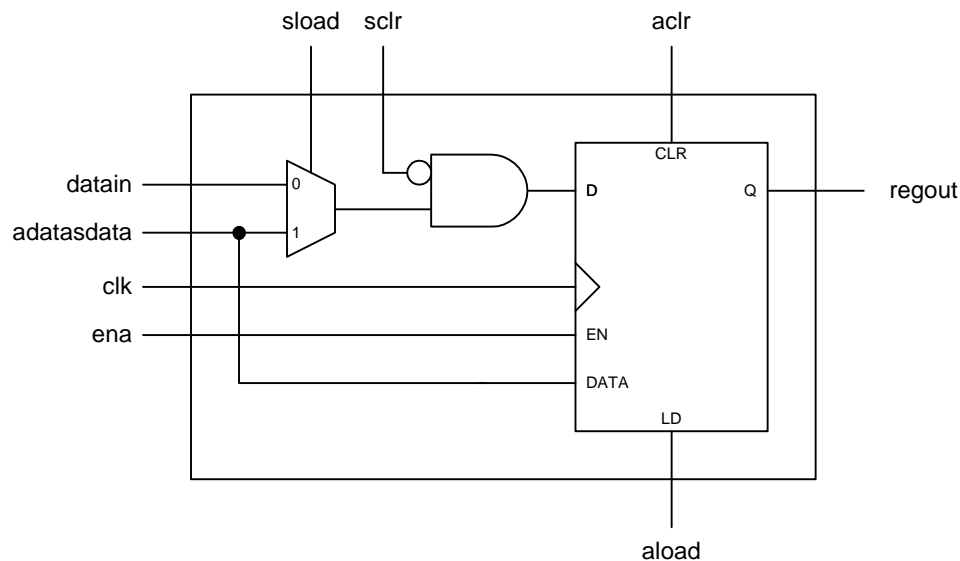 sload
sclr
aclr
CLR
datain
0
D
Q
regout
adatasdata
1
clk
ena
EN
DATA
LD
aload